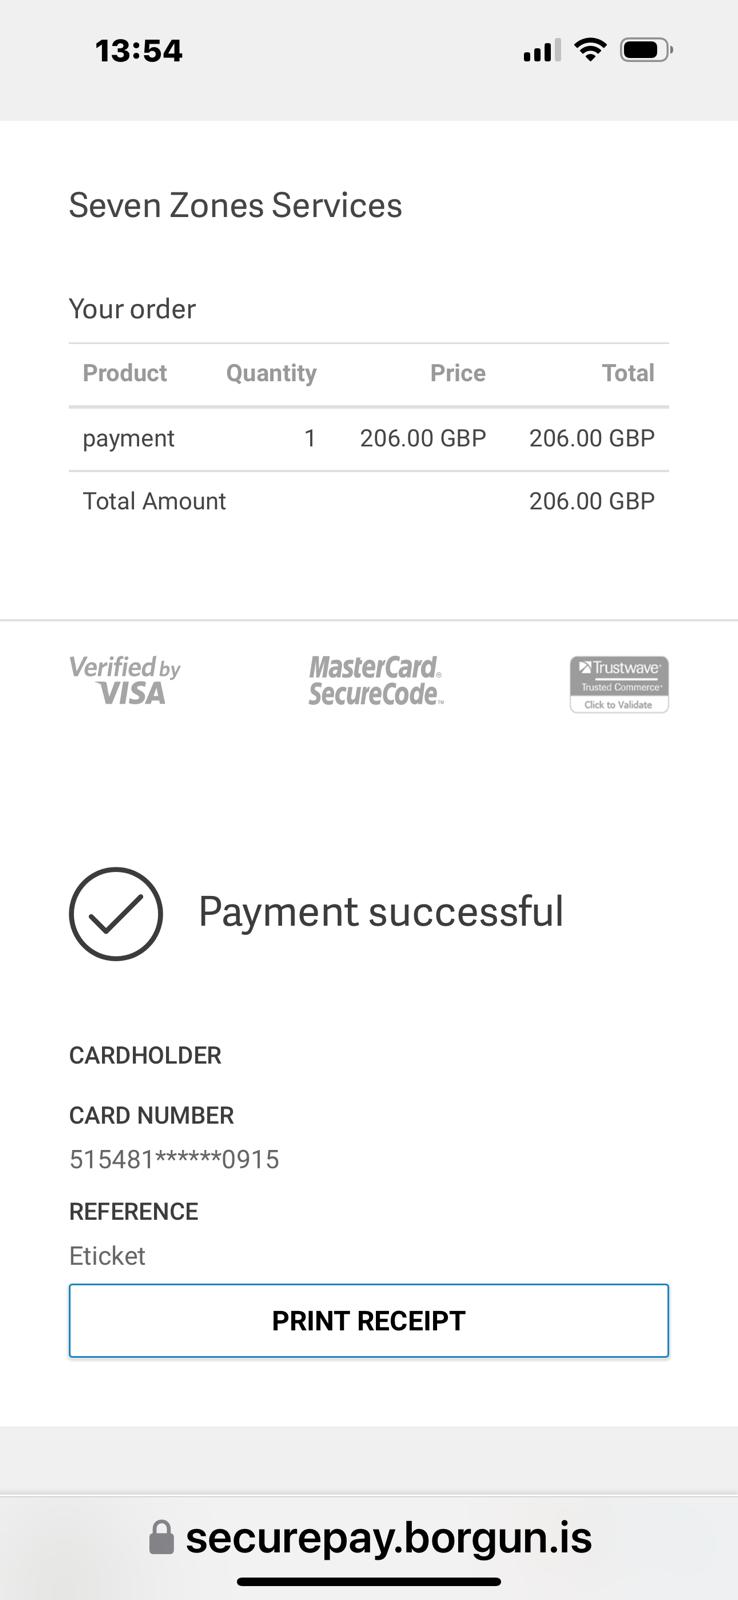 13:54
Seven Zones Services
Your order
Product Quantity Price Total
payment 1 206.00 GBP 206.00 GBP
Total Amount 206.00 GBP
Verified by
VISA
MasterCard®
SecureCode™
Trustwave®
Trusted Commerce™
Click to Validate
Payment successful
CARDHOLDER
CARD NUMBER
515481******0915
REFERENCE
Eticket
PRINT RECEIPT
securepay.borgun.is